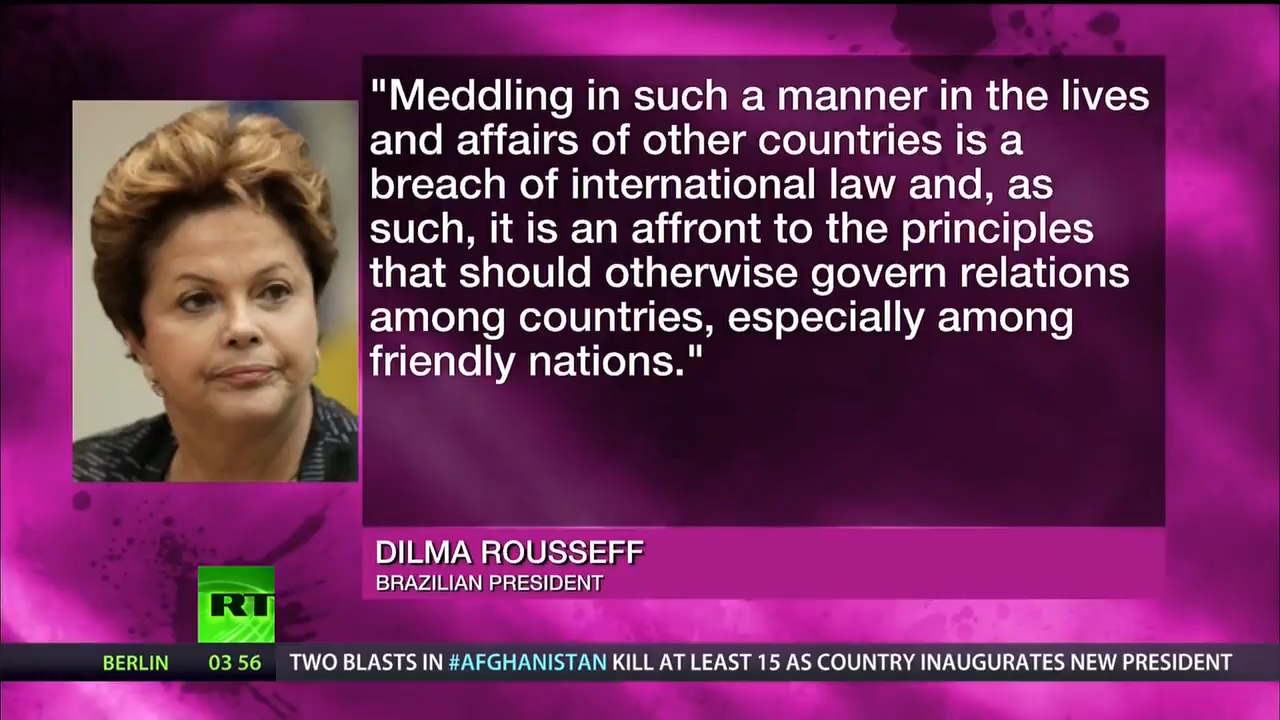 "Meddling in such a manner in the lives
and affairs of other countries is a
breach of international law and, as
such, it is an affront to the principles
that should otherwise govern relations
among countries, especially among
friendly nations."
DILMA ROUSSEFF
BRAZILIAN PRESIDENT
RT
BERLIN 03 56 TWO BLASTS IN #AFGHANISTAN KILL AT LEAST 15 AS COUNTRY INAUGURATES NEW PRESIDENT